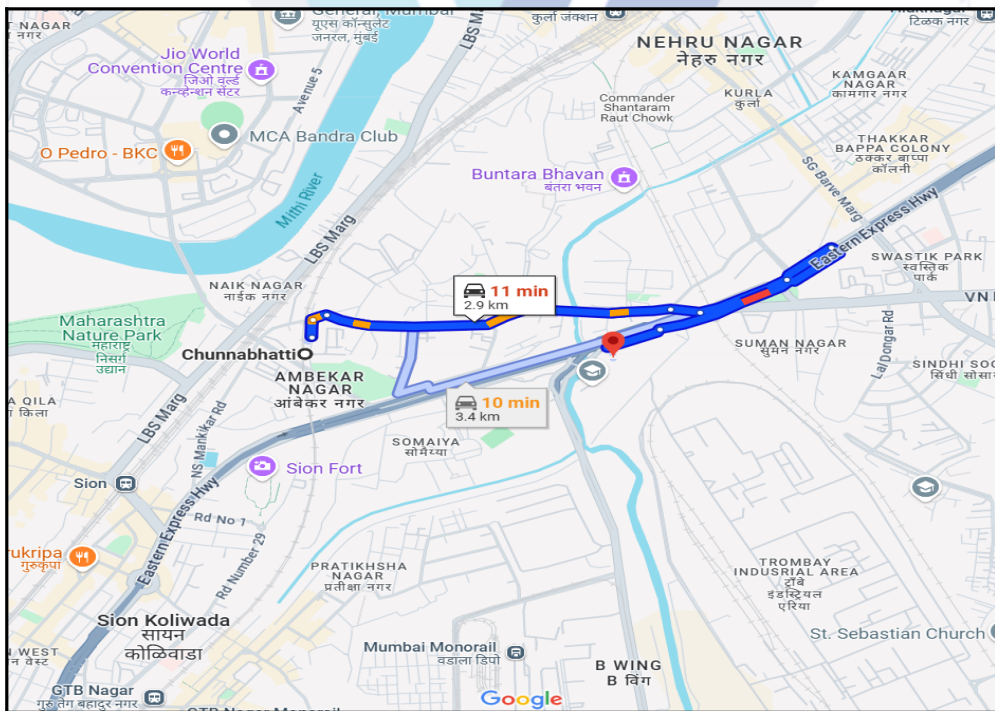 T NAGAR
नगर
General Mumbai
यूएस कॉन्सुलेट
जनरल, मुंबई
LBS Marg
कुर्ला जंक्शन
टिळक नगर
Jio World
Convention Centre
जिओ वर्ल्ड
कन्व्हेन्शन सेंटर
Avenue 5
NEHRU NAGAR
नेहरु नगर
KAMGAAR
NAGAR
कामगार नगर
KURLA
कुर्ला
Commander
Shantaram
Raut Chowk
MCA Bandra Club
THAKKAR
BAPPA COLONY
ठक्कर बाप्पा
कॉलनी
O Pedro - BKC
Buntara Bhavan
बंतरा भवन
SG Barve Marg
Mithi River
LBS Marg
Eastern Express Hwy
SWASTIK PARK
स्वस्तिक
पार्क
NAIK NAGAR
नाईक नगर
11 min
2.9 km
VN
Maharashtra
Nature Park
महाराष्ट्र
निसर्ग
उद्यान
Chunnabhatti
SUMAN NAGAR
सुमन नगर
Lal Dongar Rd
SINDHI SOC
सिंधी सोसा
AMBEKAR
NAGAR
आंबेकर नगर
10 min
3.4 km
A QILA
ा किला
LBS Marg
NS Mankikar Rd
SOMAIYA
सोमैय्या
Sion Fort
Sion
Eastern Express Hwy
Rd No 1
Rd Number 29
rukripa
गुरुकृपा
PRATIKHSHA
NAGAR
प्रतीक्षा नगर
TROMBAY
INDUSRIAL AREA
ट्रॉंबे
इंडस्ट्रियल
एरिया
Sion Koliwada
सायन
कोळिवाडा
St. Sebastian Church
Mumbai Monorail
वडाला डिपो
N WEST
न वेस्ट
B WING
B विंग
GTB Nagar
गुरु तेग बहादुर नगर
Google
GTB Nagar Monorail